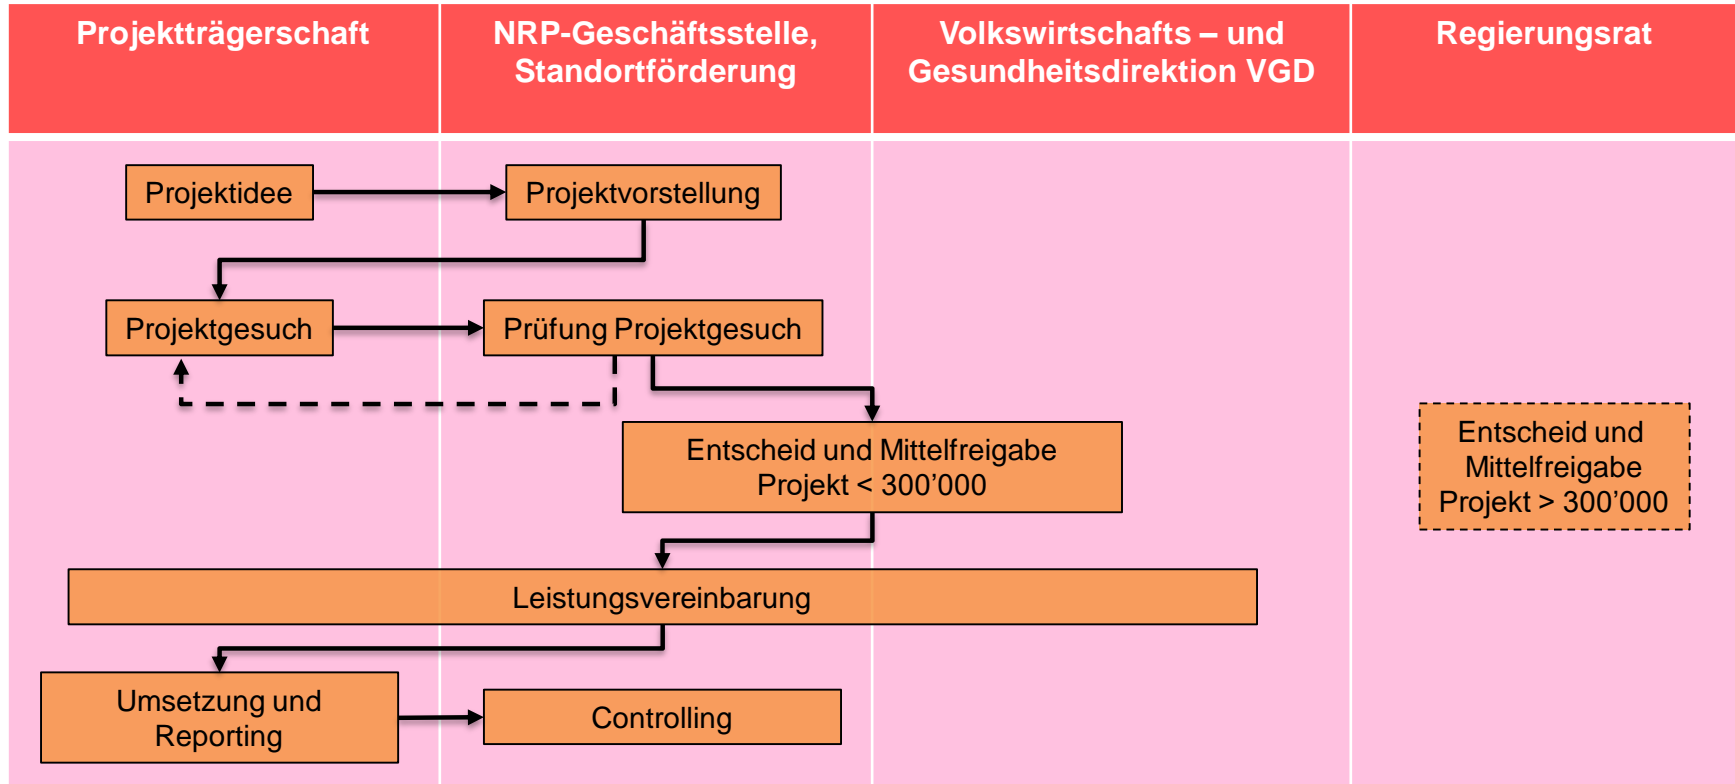 Projektträgerschaft
NRP-Geschäftsstelle,
Standortförderung
Volkswirtschafts – und
Gesundheitsdirektion VGD
Regierungsrat
Projektidee
Projektvorstellung
Projektgesuch
Prüfung Projektgesuch
Entscheid und Mittelfreigabe
Projekt < 300’000
Entscheid und
Mittelfreigabe
Projekt > 300’000
Leistungsvereinbarung
Umsetzung und
Reporting
Controlling